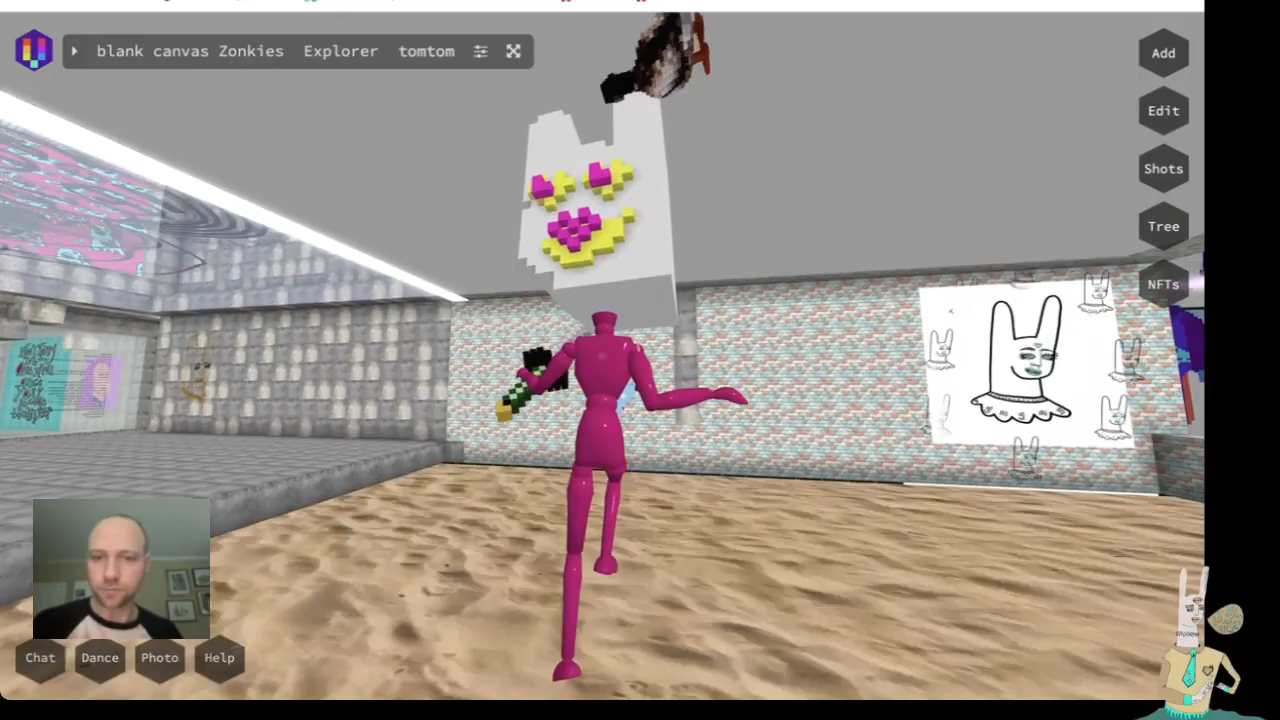 blank canvas Zonkies Explorer tomtom
Add
Edit
Shots
Tree
NFTs
Chat Dance Photo Help